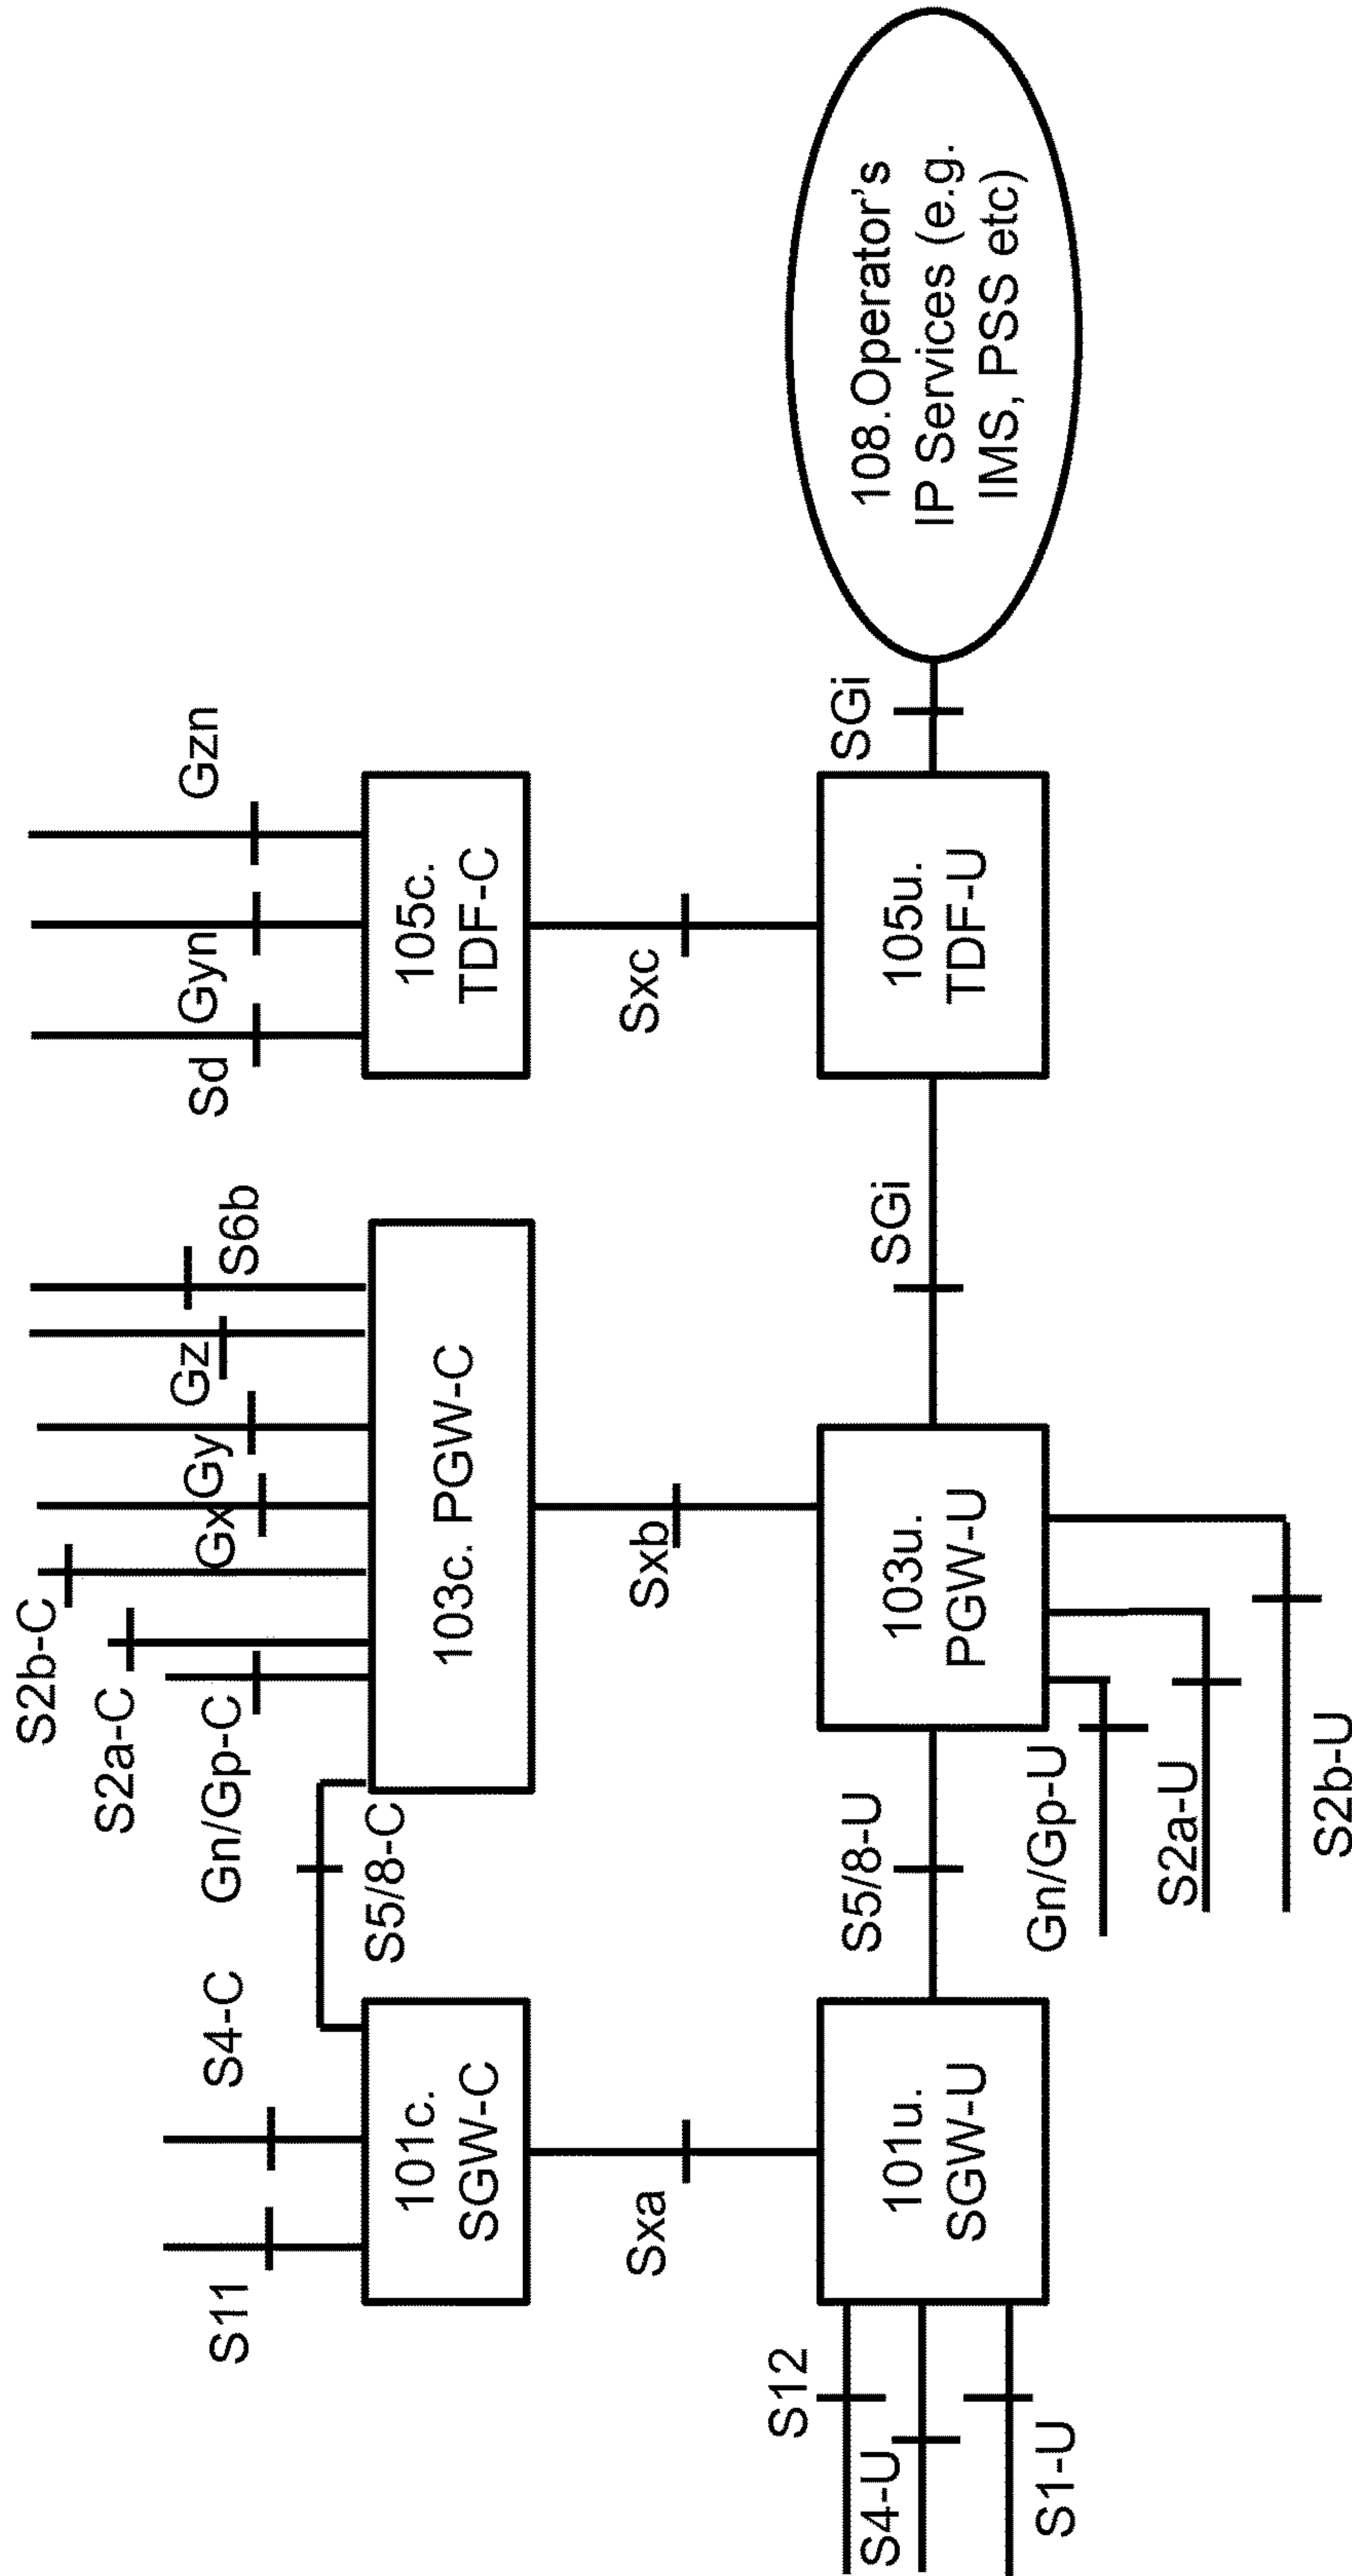 S2b-C
S2a-C
Gn/Gp-C
Gx
Gy
Gz
S6b
Sd
Gyn
Gzn
S11
S4-C
S5/8-C
101c.
SGW-C
103c. PGW-C
105c.
TDF-C
Sxa
Sxb
Sxc
S12
S4-U
S1-U
101u.
SGW-U
S5/8-U
103u.
PGW-U
SGi
105u.
TDF-U
SGi
108.Operator's
IP Services (e.g.
IMS, PSS etc)
Gn/Gp-U
S2a-U
S2b-U